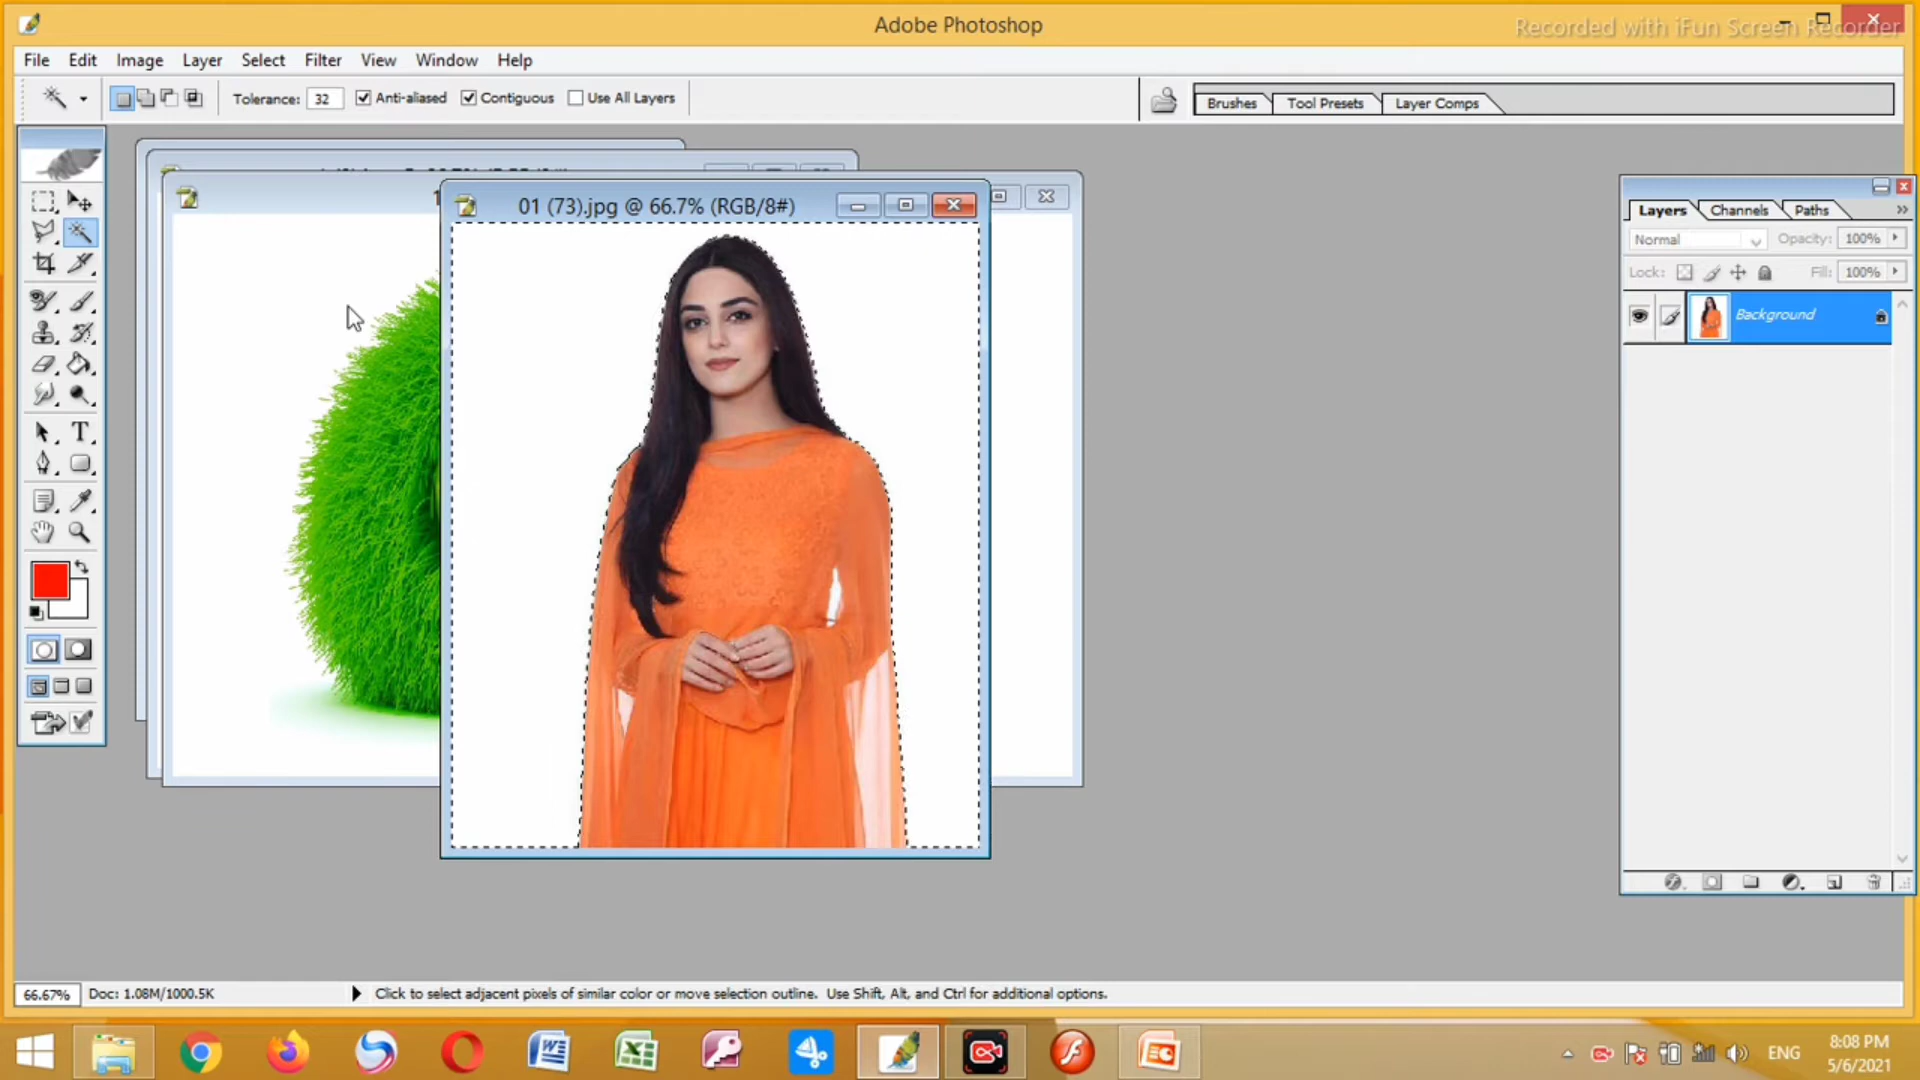 Adobe Photoshop
Recorded with iFun Screen Recorder
File Edit Image Layer Select Filter View Window Help
Tolerance: 32 Anti-aliased Contiguous Use All Layers
Brushes Tool Presets Layer Comps
01 (73).jpg @ 66.7% (RGB/8#)
Layers Channels Paths
Normal Opacity: 100%
Lock: Fill: 100%
Background
T
66.67% Doc: 1.08M/1000.5K Click to select adjacent pixels of similar color or move selection outline. Use Shift, Alt, and Ctrl for additional options.
ENG
8:08 PM
5/6/2021